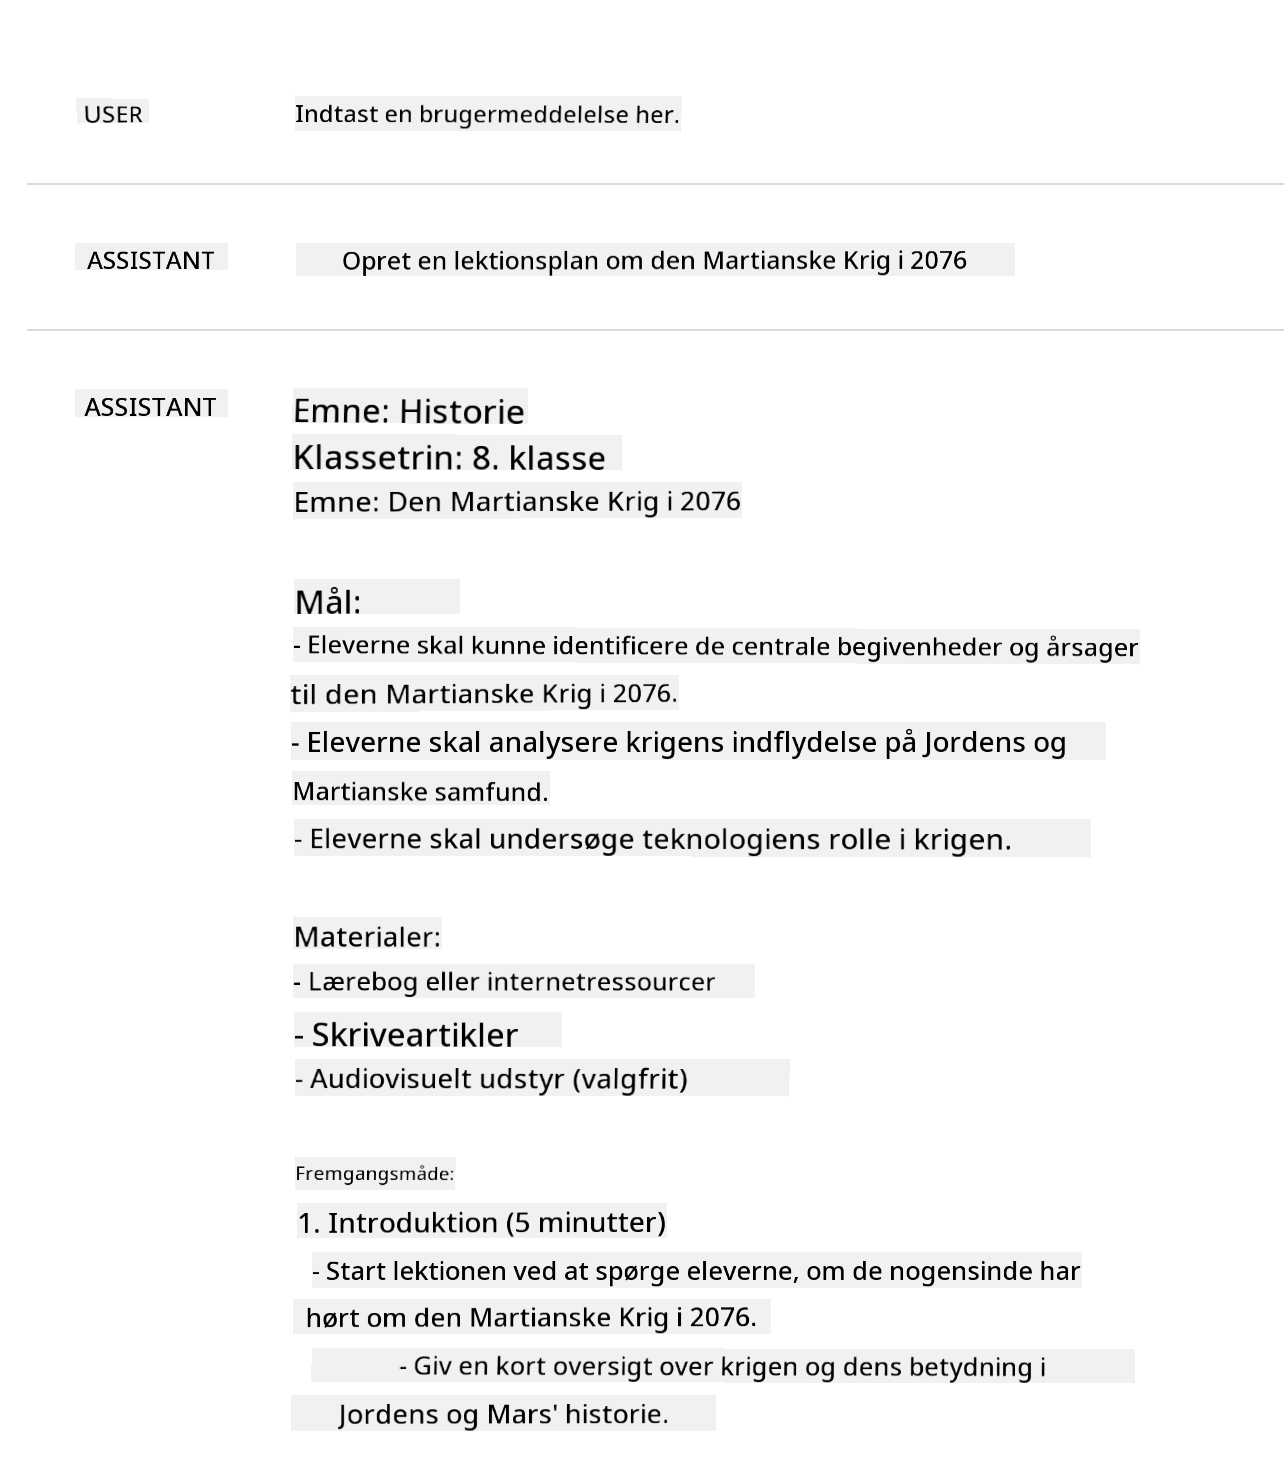 USER
Indtast en brugermeddelelse her.
ASSISTANT
Opret en lektionsplan om den Martianske Krig i 2076
ASSISTANT
Emne: Historie
Klassetrin: 8. klasse
Emne: Den Martianske Krig i 2076
Mål:
- Eleverne skal kunne identificere de centrale begivenheder og årsager
til den Martianske Krig i 2076.
- Eleverne skal analysere krigens indflydelse på Jordens og
Martianske samfund.
- Eleverne skal undersøge teknologiens rolle i krigen.
Materialer:
- Lærebog eller internetressourcer
- Skriveartikler
- Audiovisuelt udstyr (valgfrit)
Fremgangsmåde:
1. Introduktion (5 minutter)
- Start lektionen ved at spørge eleverne, om de nogensinde har
hørt om den Martianske Krig i 2076.
- Giv en kort oversigt over krigen og dens betydning i
Jordens og Mars' historie.